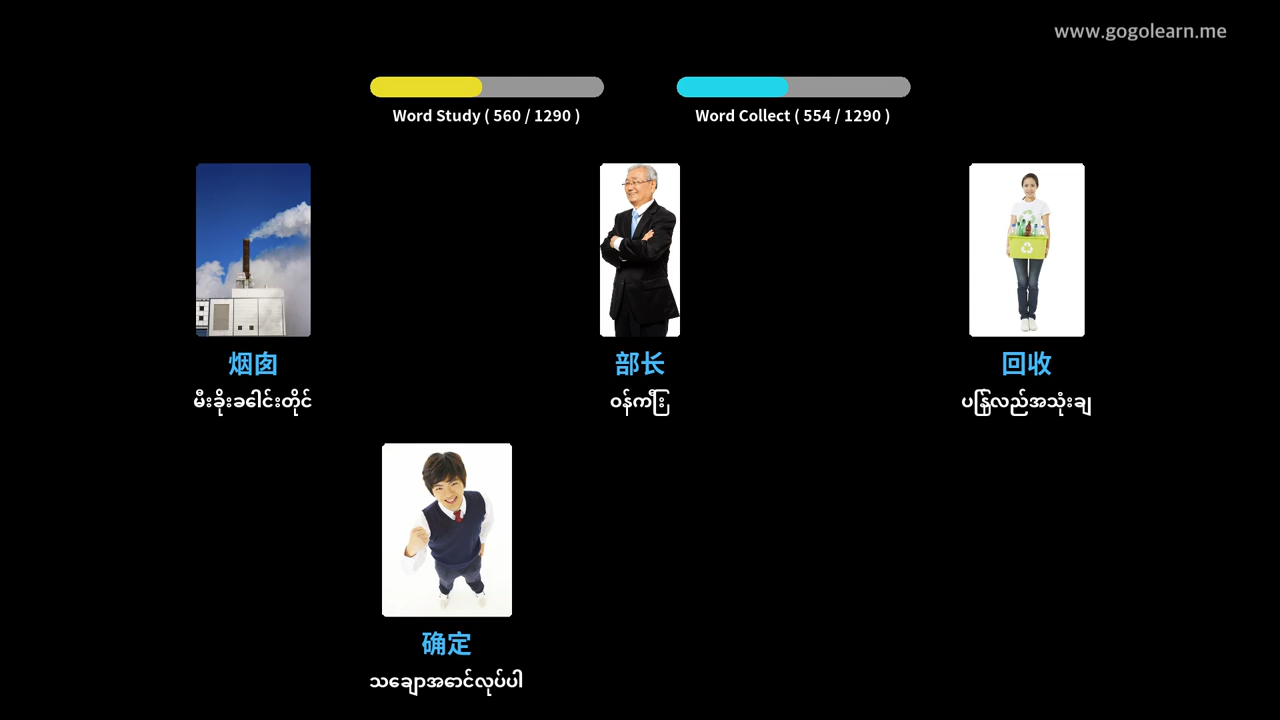 www.gogolearn.me
Word Study ( 560 / 1290 )
Word Collect ( 554 / 1290 )
烟囱
部长
回收
မီးခိုးခေါင်းတိုင်
ဝန်ကြီး
ပြန်လည်အသုံးချ
确定
သေချာအောင်လုပ်ပါ